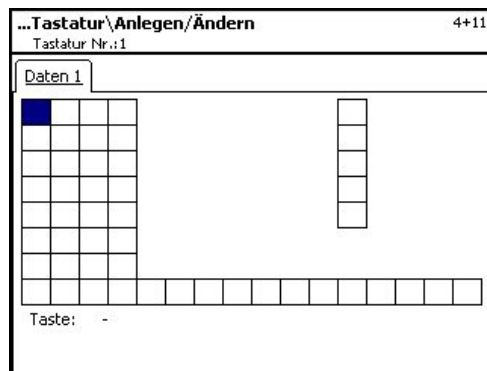 ...Tastatur\Anlegen/Ändern 4+11
Tastatur Nr.:1
Daten 1
Taste: -